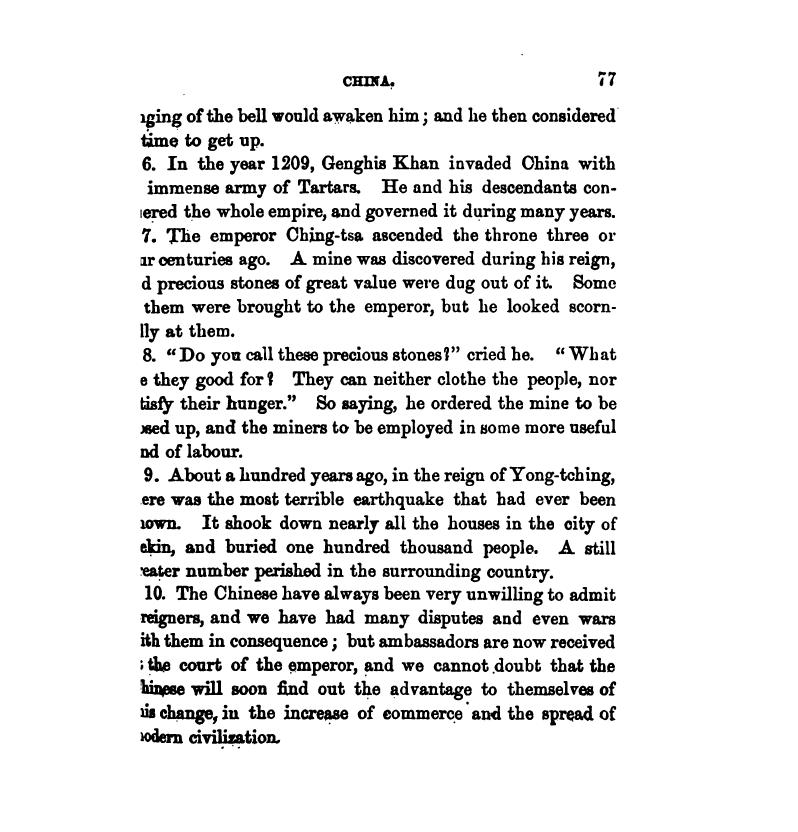 CHINA. 77
ging of the bell would awaken him; and he then considered
time to get up.
6. In the year 1209, Genghis Khan invaded China with
immense army of Tartars. He and his descendants con-
ered the whole empire, and governed it during many years.
7. The emperor Ching-tsa ascended the throne three or
ur centuries ago. A mine was discovered during his reign,
d precious stones of great value were dug out of it. Some
them were brought to the emperor, but he looked scorn-
lly at them.
8. "Do you call these precious stones?" cried he. "What
e they good for? They can neither clothe the people, nor
tisfy their hunger." So saying, he ordered the mine to be
osed up, and the miners to be employed in some more useful
nd of labour.
9. About a hundred years ago, in the reign of Yong-tching,
ere was the most terrible earthquake that had ever been
nown. It shook down nearly all the houses in the city of
ekin, and buried one hundred thousand people. A still
eater number perished in the surrounding country.
10. The Chinese have always been very unwilling to admit
reigners, and we have had many disputes and even wars
ith them in consequence; but ambassadors are now received
the court of the emperor, and we cannot doubt that the
hinese will soon find out the advantage to themselves of
his change, in the increase of commerce and the spread of
odern civilization.